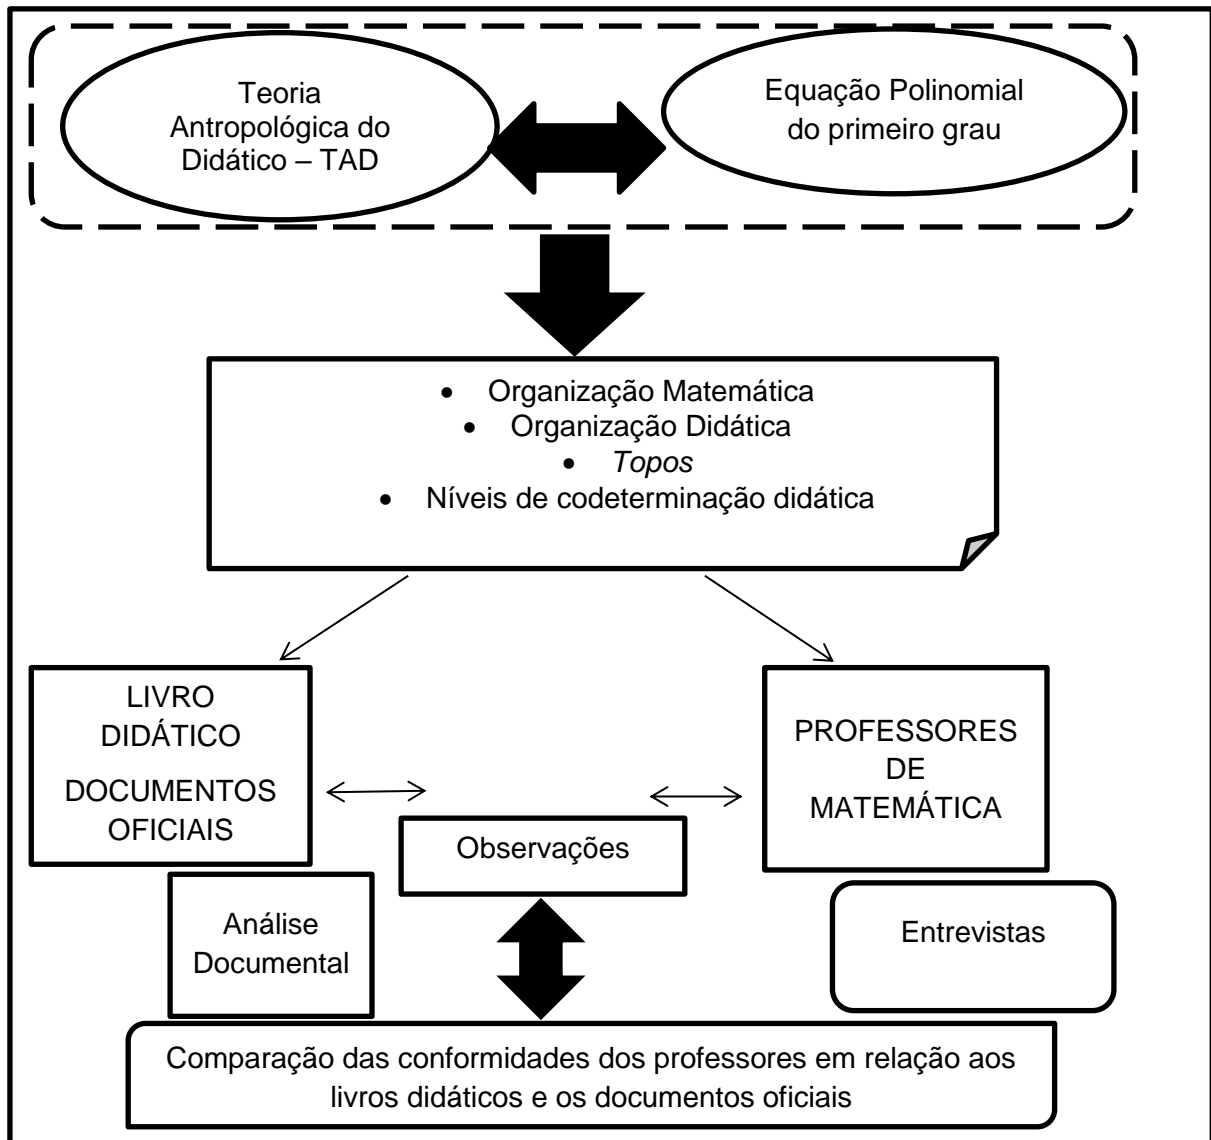 Teoria
Antropológica do
Didático – TAD
Equação Polinomial
do primeiro grau
• Organização Matemática
• Organização Didática
• Topos
• Níveis de codeterminação didática
LIVRO
DIDÁTICO
DOCUMENTOS
OFICIAIS
PROFESSORES
DE
MATEMÁTICA
Observações
Análise
Documental
Entrevistas
Comparação das conformidades dos professores em relação aos
livros didáticos e os documentos oficiais